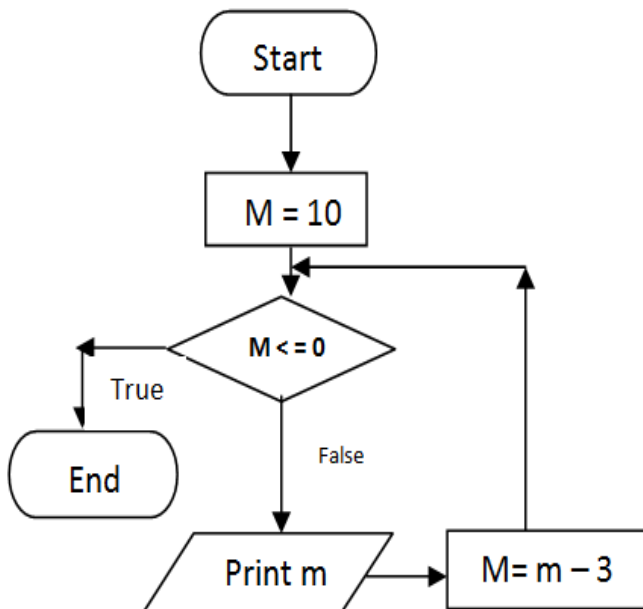 Start
M = 10
M < = 0
True
False
End
Print m
M= m – 3